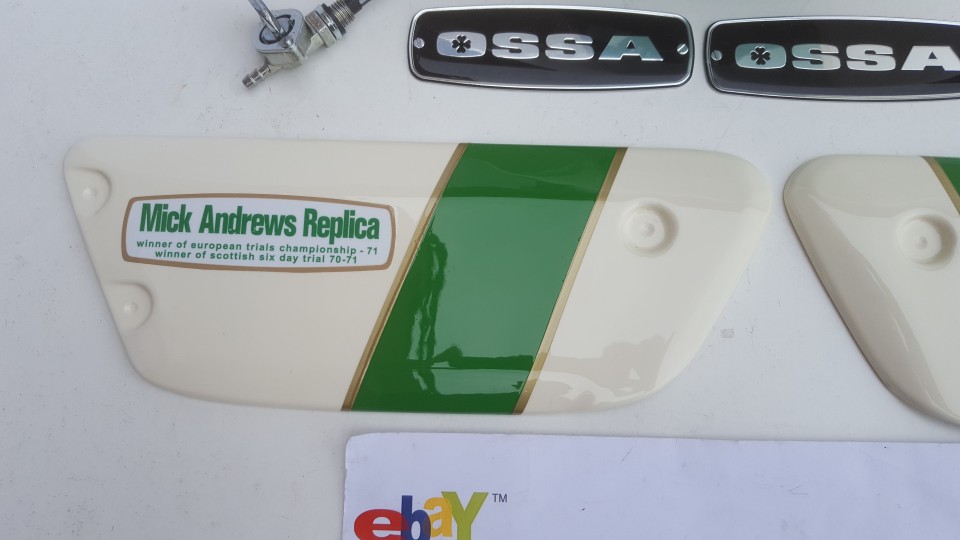 OSSA
OSSA
Mick Andrews Replica
winner of european trials championship - 71
winner of scottish six day trial 70-71
ebaY™